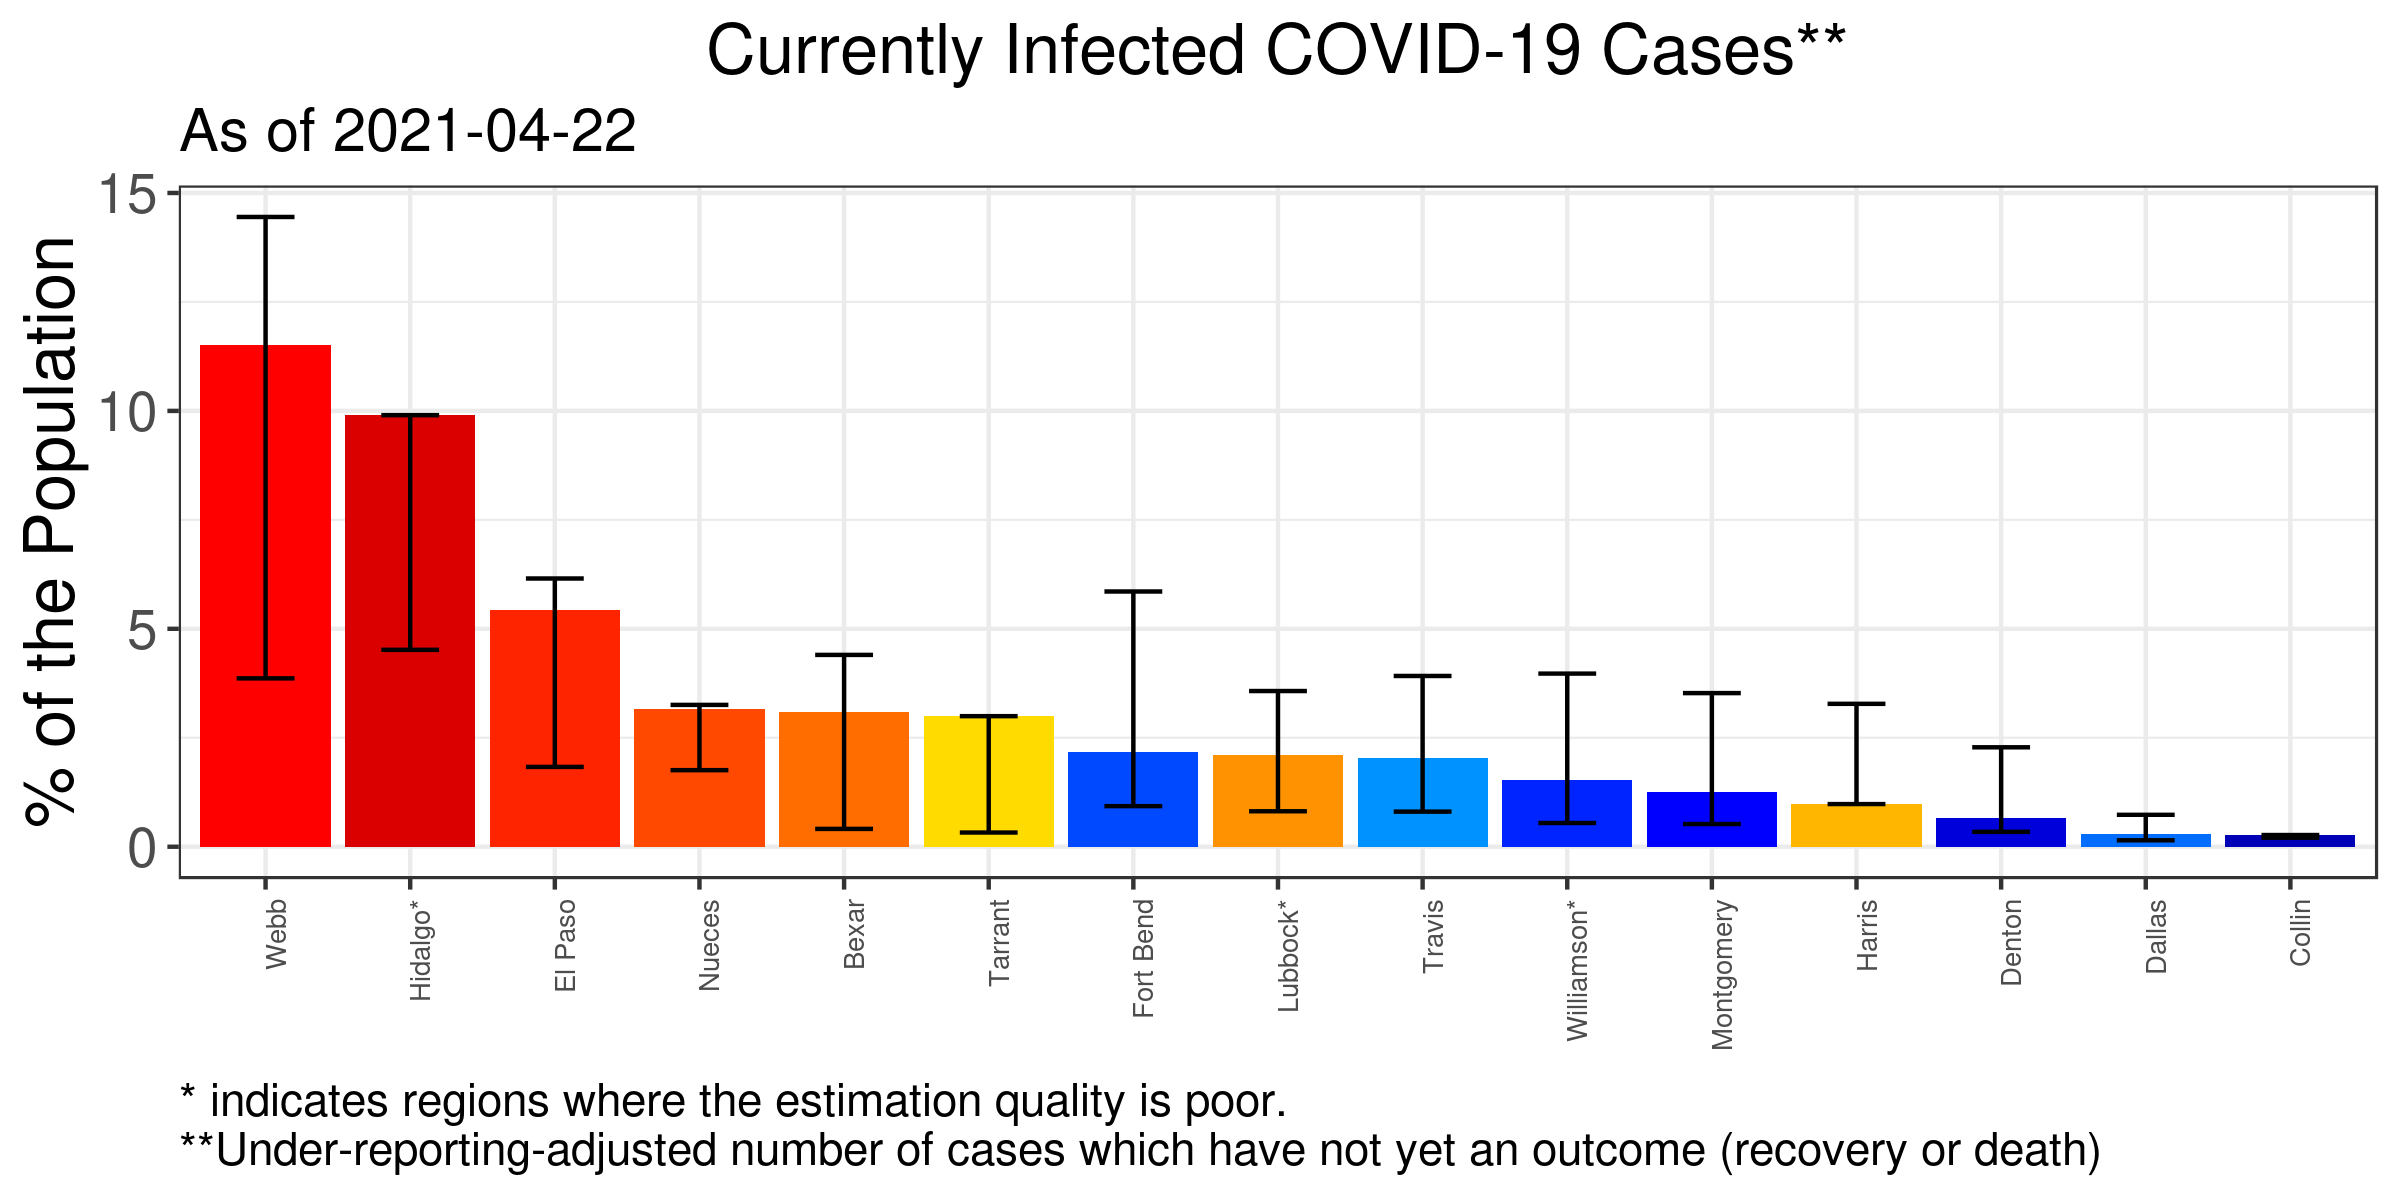 Currently Infected COVID-19 Cases**
As of 2021-04-22
% of the Population
15
10
5
0
Webb
Hidalgo*
El Paso
Nueces
Bexar
Tarrant
Fort Bend
Lubbock*
Travis
Williamson*
Montgomery
Harris
Denton
Dallas
Collin
* indicates regions where the estimation quality is poor.
**Under-reporting-adjusted number of cases which have not yet an outcome (recovery or death)